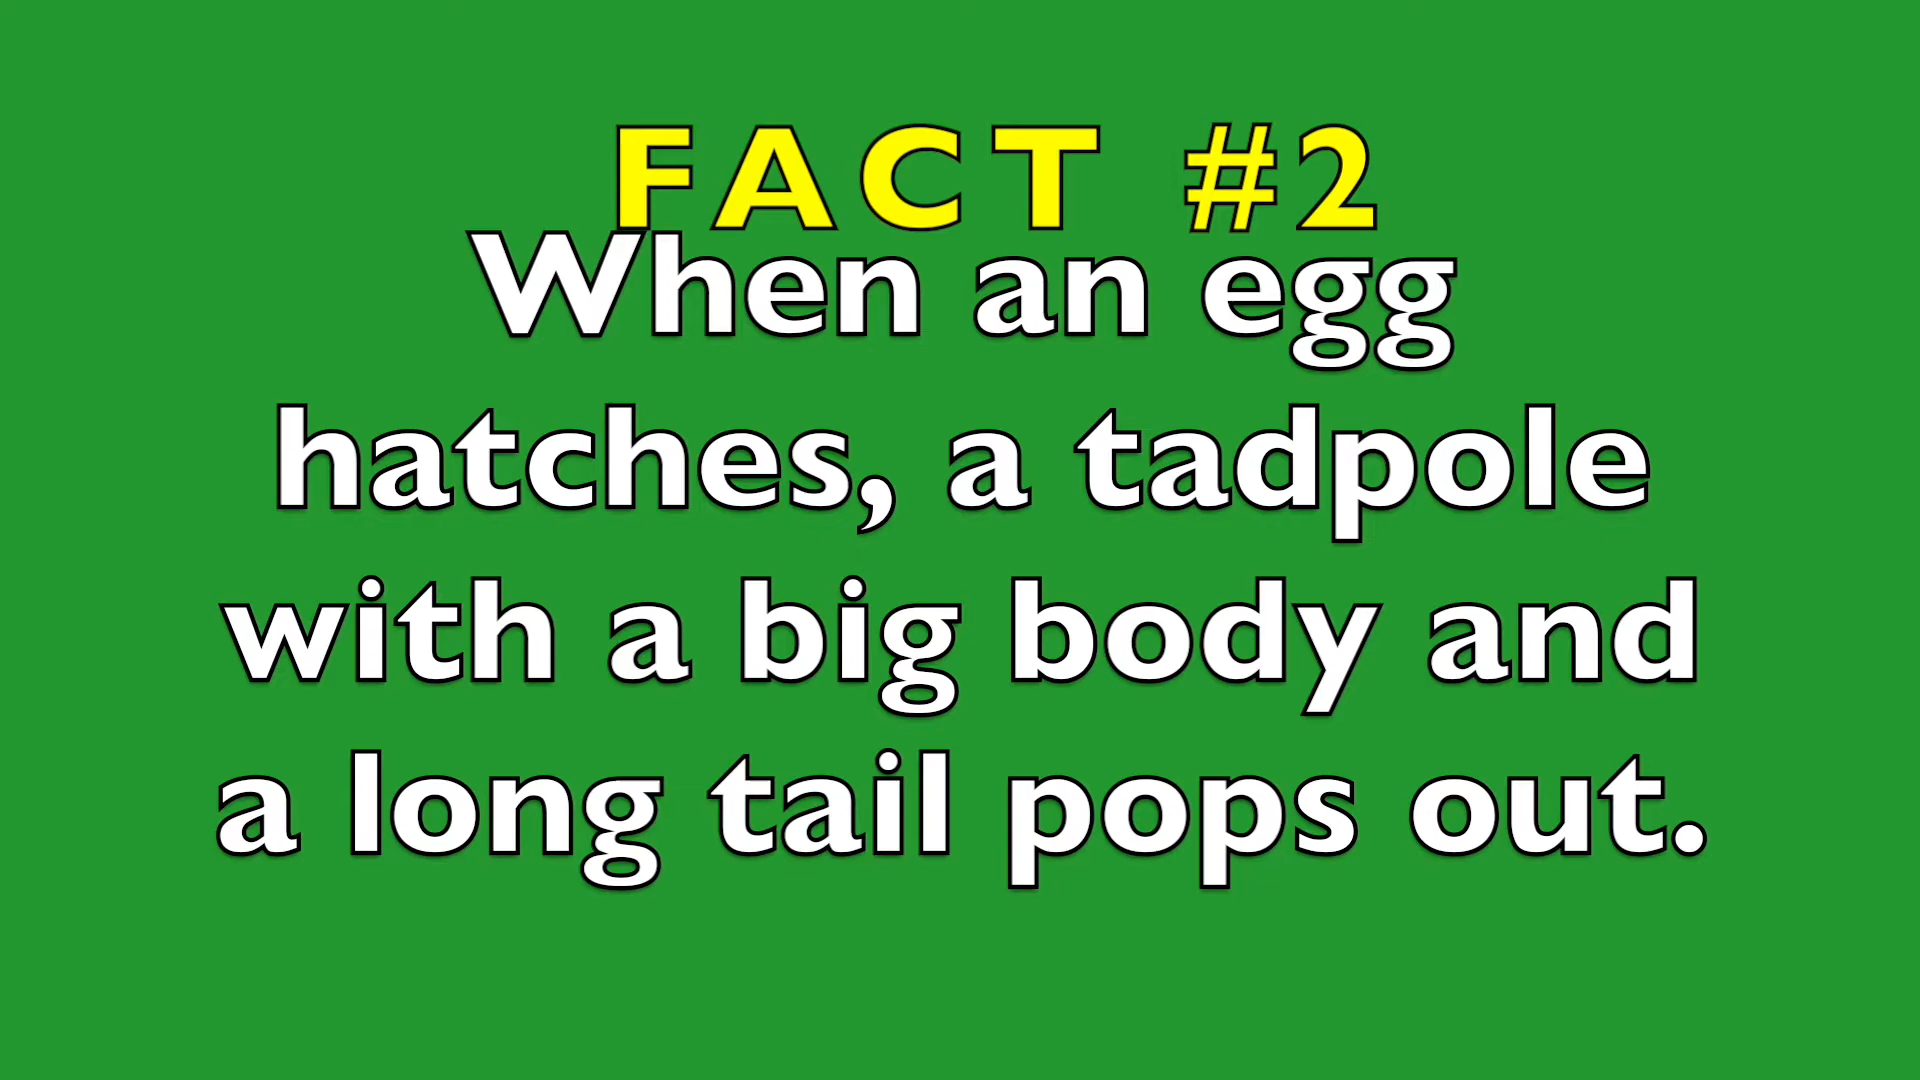 FACT #2
When an egg
hatches, a tadpole
with a big body and
a long tail pops out.